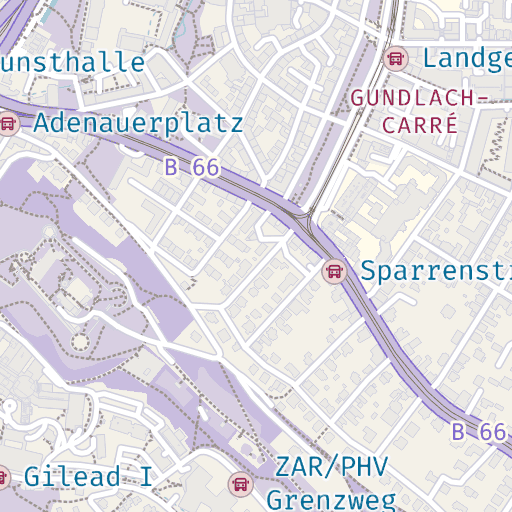 unsthalle
Landge
GUNDLACH-
CARRÉ
Adenauerplatz
B 66
Sparrenst
B 66
ZAR/PHV
Grenzweg
Gilead I